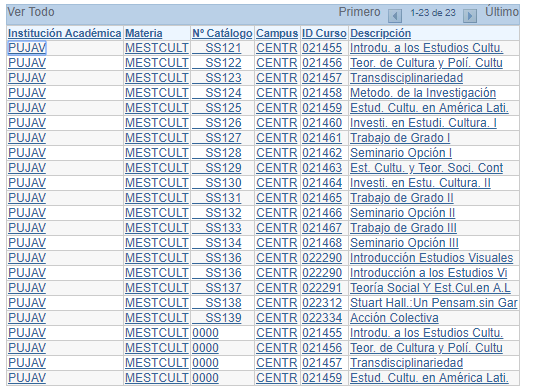 Ver Todo Primero 1-23 de 23 Último
Institución Académica Materia Nº Catálogo Campus ID Curso Descripción
PUJAV MESTCULT SS121 CENTR 021455 Introdu. a los Estudios Cultu.
PUJAV MESTCULT SS122 CENTR 021456 Teor. de Cultura y Polí. Cultu
PUJAV MESTCULT SS123 CENTR 021457 Transdisciplinariedad
PUJAV MESTCULT SS124 CENTR 021458 Metodo. de la Investigación
PUJAV MESTCULT SS125 CENTR 021459 Estud. Cultu. en América Lati.
PUJAV MESTCULT SS126 CENTR 021460 Investi. en Estudi. Cultura. I
PUJAV MESTCULT SS127 CENTR 021461 Trabajo de Grado I
PUJAV MESTCULT SS128 CENTR 021462 Seminario Opción I
PUJAV MESTCULT SS129 CENTR 021463 Est. Cultu. y Teor. Soci. Cont
PUJAV MESTCULT SS130 CENTR 021464 Investi. en Estu. Cultura. II
PUJAV MESTCULT SS131 CENTR 021465 Trabajo de Grado II
PUJAV MESTCULT SS132 CENTR 021466 Seminario Opción II
PUJAV MESTCULT SS133 CENTR 021467 Trabajo de Grado III
PUJAV MESTCULT SS134 CENTR 021468 Seminario Opción III
PUJAV MESTCULT SS136 CENTR 022290 Introducción Estudios Visuales
PUJAV MESTCULT SS136 CENTR 022290 Introducción a los Estudios Vi
PUJAV MESTCULT SS137 CENTR 022291 Teoría Social Y Est.Cul.en A.L
PUJAV MESTCULT SS138 CENTR 022312 Stuart Hall.:Un Pensam.sin Gar
PUJAV MESTCULT SS139 CENTR 022334 Acción Colectiva
PUJAV MESTCULT 0000 CENTR 021455 Introdu. a los Estudios Cultu.
PUJAV MESTCULT 0000 CENTR 021456 Teor. de Cultura y Polí. Cultu
PUJAV MESTCULT 0000 CENTR 021457 Transdisciplinariedad
PUJAV MESTCULT 0000 CENTR 021459 Estud. Cultu. en América Lati.